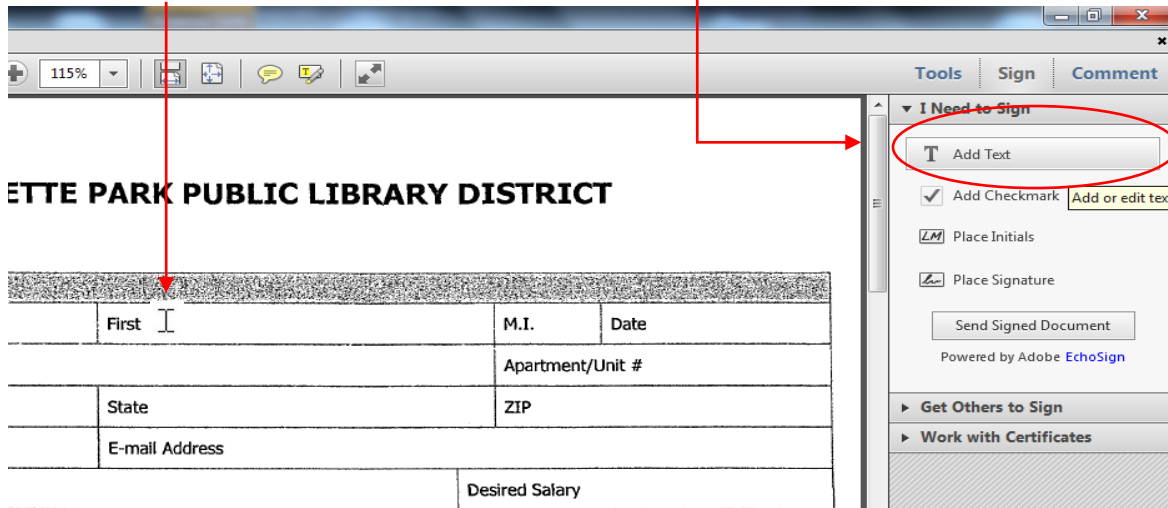 115%
Tools Sign Comment
I Need to Sign
T Add Text
Add Checkmark
Add or edit tex
LM Place Initials
Place Signature
Send Signed Document
Powered by Adobe EchoSign
Get Others to Sign
Work with Certificates
ETTE PARK PUBLIC LIBRARY DISTRICT
First M.I. Date
Apartment/Unit #
State ZIP
E-mail Address
Desired Salary